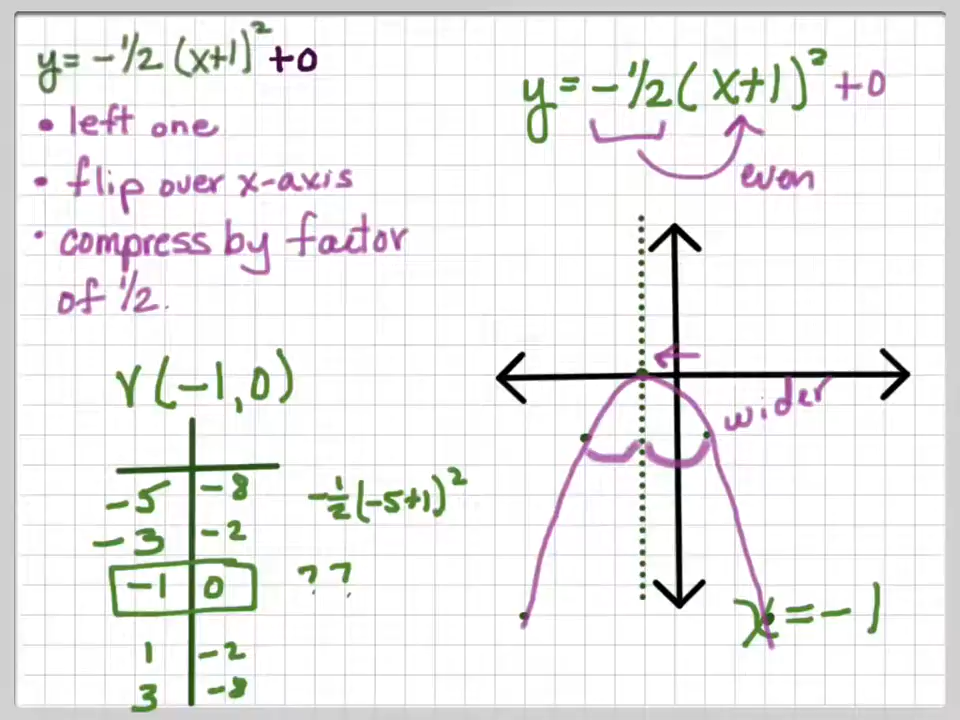 y = -1/2 (x+1)² +0
• left one
• flip over x-axis
• compress by factor
of 1/2.
V(-1,0)
-5 -8
-3 -2
-1 0
1 -2
3 -8
-1/2(-5+1)²
??
y = -1/2 (x+1)² +0
even
wider
x = -1